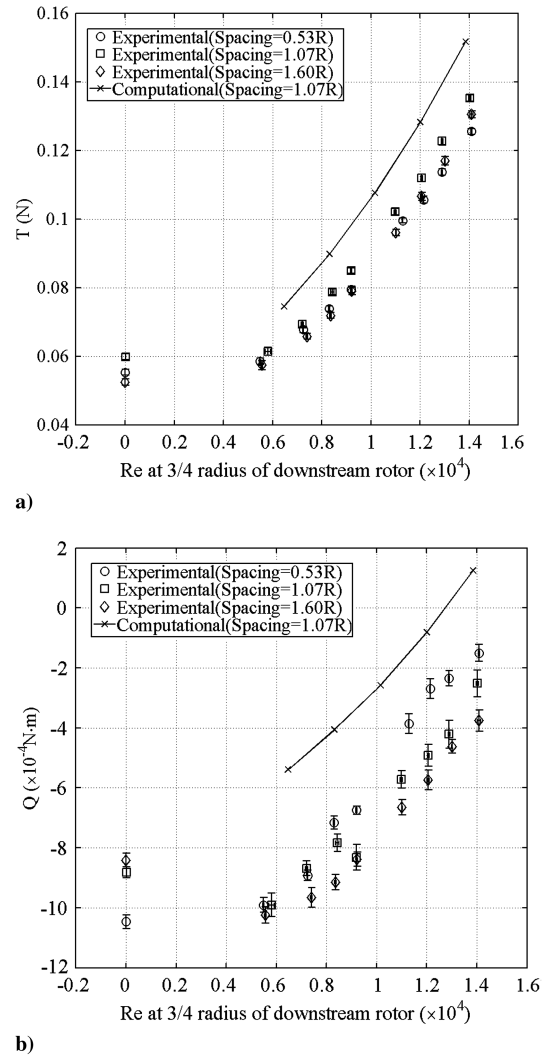 0.16
Experimental(Spacing=0.53R)
Experimental(Spacing=1.07R)
Experimental(Spacing=1.60R)
Computational(Spacing=1.07R)
0.14
0.12
T (N)
0.1
0.08
0.06
0.04
-0.2 0 0.2 0.4 0.6 0.8 1 1.2 1.4 1.6
Re at 3/4 radius of downstream rotor (×10⁴)
a)
2
Experimental(Spacing=0.53R)
Experimental(Spacing=1.07R)
Experimental(Spacing=1.60R)
Computational(Spacing=1.07R)
0
-2
-4
Q (×10⁻⁴N·m)
-6
-8
-10
-12
-0.2 0 0.2 0.4 0.6 0.8 1 1.2 1.4 1.6
Re at 3/4 radius of downstream rotor (×10⁴)
b)